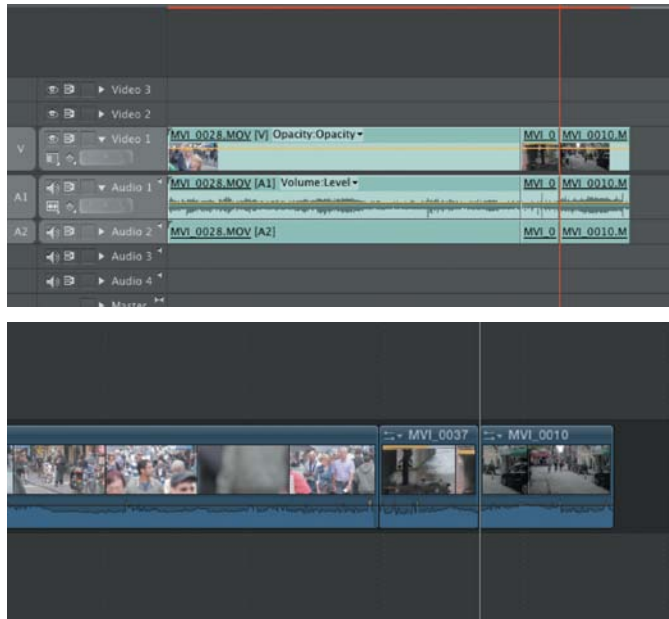 Video 3
Video 2
V Video 1 MVI_0028.MOV [V] Opacity:Opacity MVI_0 MVI_0010.M
A1 Audio 1 MVI_0028.MOV [A1] Volume:Level MVI_0 MVI_0010.M
A2 Audio 2 MVI_0028.MOV [A2] MVI_0 MVI_0010.M
Audio 3
Audio 4
Master
MVI_0037 MVI_0010